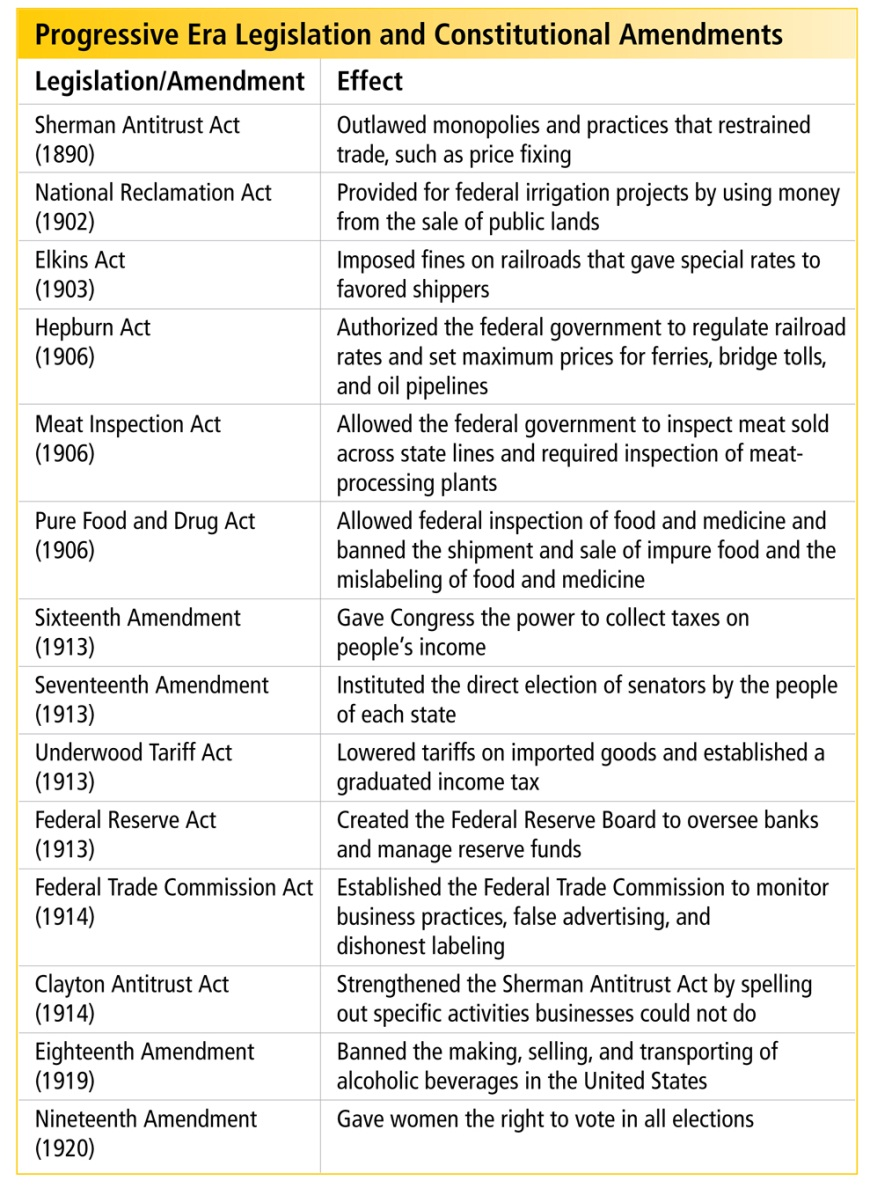 Progressive Era Legislation and Constitutional Amendments
Legislation/Amendment Effect
Sherman Antitrust Act
(1890)
Outlawed monopolies and practices that restrained
trade, such as price fixing
National Reclamation Act
(1902)
Provided for federal irrigation projects by using money
from the sale of public lands
Elkins Act
(1903)
Imposed fines on railroads that gave special rates to
favored shippers
Hepburn Act
(1906)
Authorized the federal government to regulate railroad
rates and set maximum prices for ferries, bridge tolls,
and oil pipelines
Meat Inspection Act
(1906)
Allowed the federal government to inspect meat sold
across state lines and required inspection of meat-
processing plants
Pure Food and Drug Act
(1906)
Allowed federal inspection of food and medicine and
banned the shipment and sale of impure food and the
mislabeling of food and medicine
Sixteenth Amendment
(1913)
Gave Congress the power to collect taxes on
people’s income
Seventeenth Amendment
(1913)
Instituted the direct election of senators by the people
of each state
Underwood Tariff Act
(1913)
Lowered tariffs on imported goods and established a
graduated income tax
Federal Reserve Act
(1913)
Created the Federal Reserve Board to oversee banks
and manage reserve funds
Federal Trade Commission Act
(1914)
Established the Federal Trade Commission to monitor
business practices, false advertising, and
dishonest labeling
Clayton Antitrust Act
(1914)
Strengthened the Sherman Antitrust Act by spelling
out specific activities businesses could not do
Eighteenth Amendment
(1919)
Banned the making, selling, and transporting of
alcoholic beverages in the United States
Nineteenth Amendment
(1920)
Gave women the right to vote in all elections